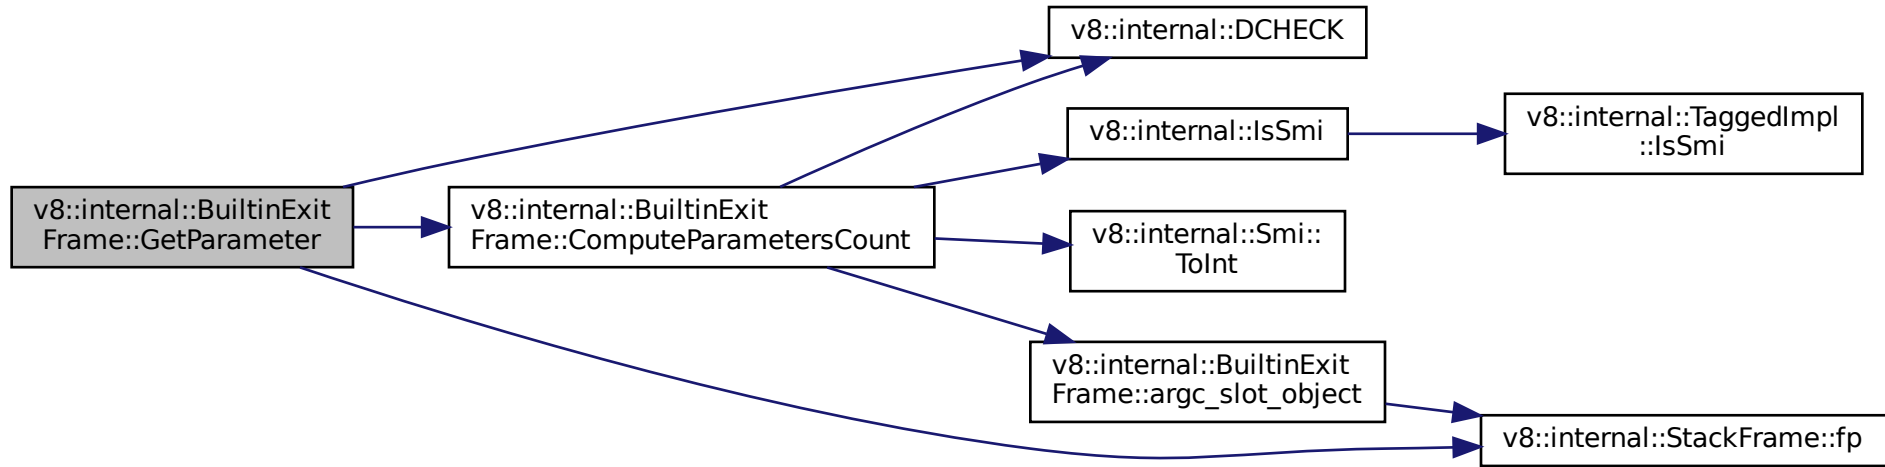 v8::internal::BuiltinExit
Frame::GetParameter
v8::internal::BuiltinExit
Frame::ComputeParametersCount
v8::internal::DCHECK
v8::internal::IsSmi
v8::internal::Smi::
ToInt
v8::internal::BuiltinExit
Frame::argc_slot_object
v8::internal::TaggedImpl
::IsSmi
v8::internal::StackFrame::fp